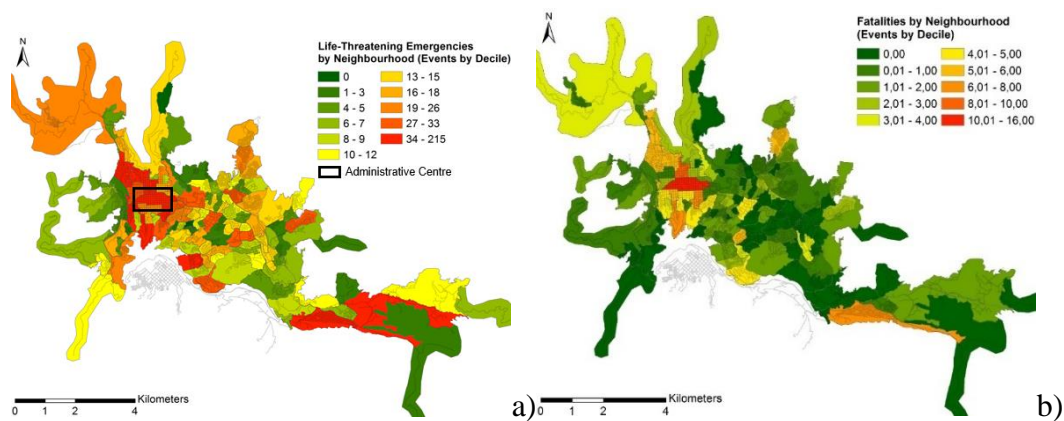 N
Life-Threatening Emergencies
by Neighbourhood (Events by Decile)
0
1 - 3
4 - 5
6 - 7
8 - 9
10 - 12
13 - 15
16 - 18
19 - 26
27 - 33
34 - 215
Administrative Centre
Kilometers
0 1 2 4
a)
N
Fatalities by Neighbourhood
(Events by Decile)
0,00
0,01 - 1,00
1,01 - 2,00
2,01 - 3,00
3,01 - 4,00
4,01 - 5,00
5,01 - 6,00
6,01 - 8,00
8,01 - 10,00
10,01 - 16,00
Kilometers
0 1 2 4
b)